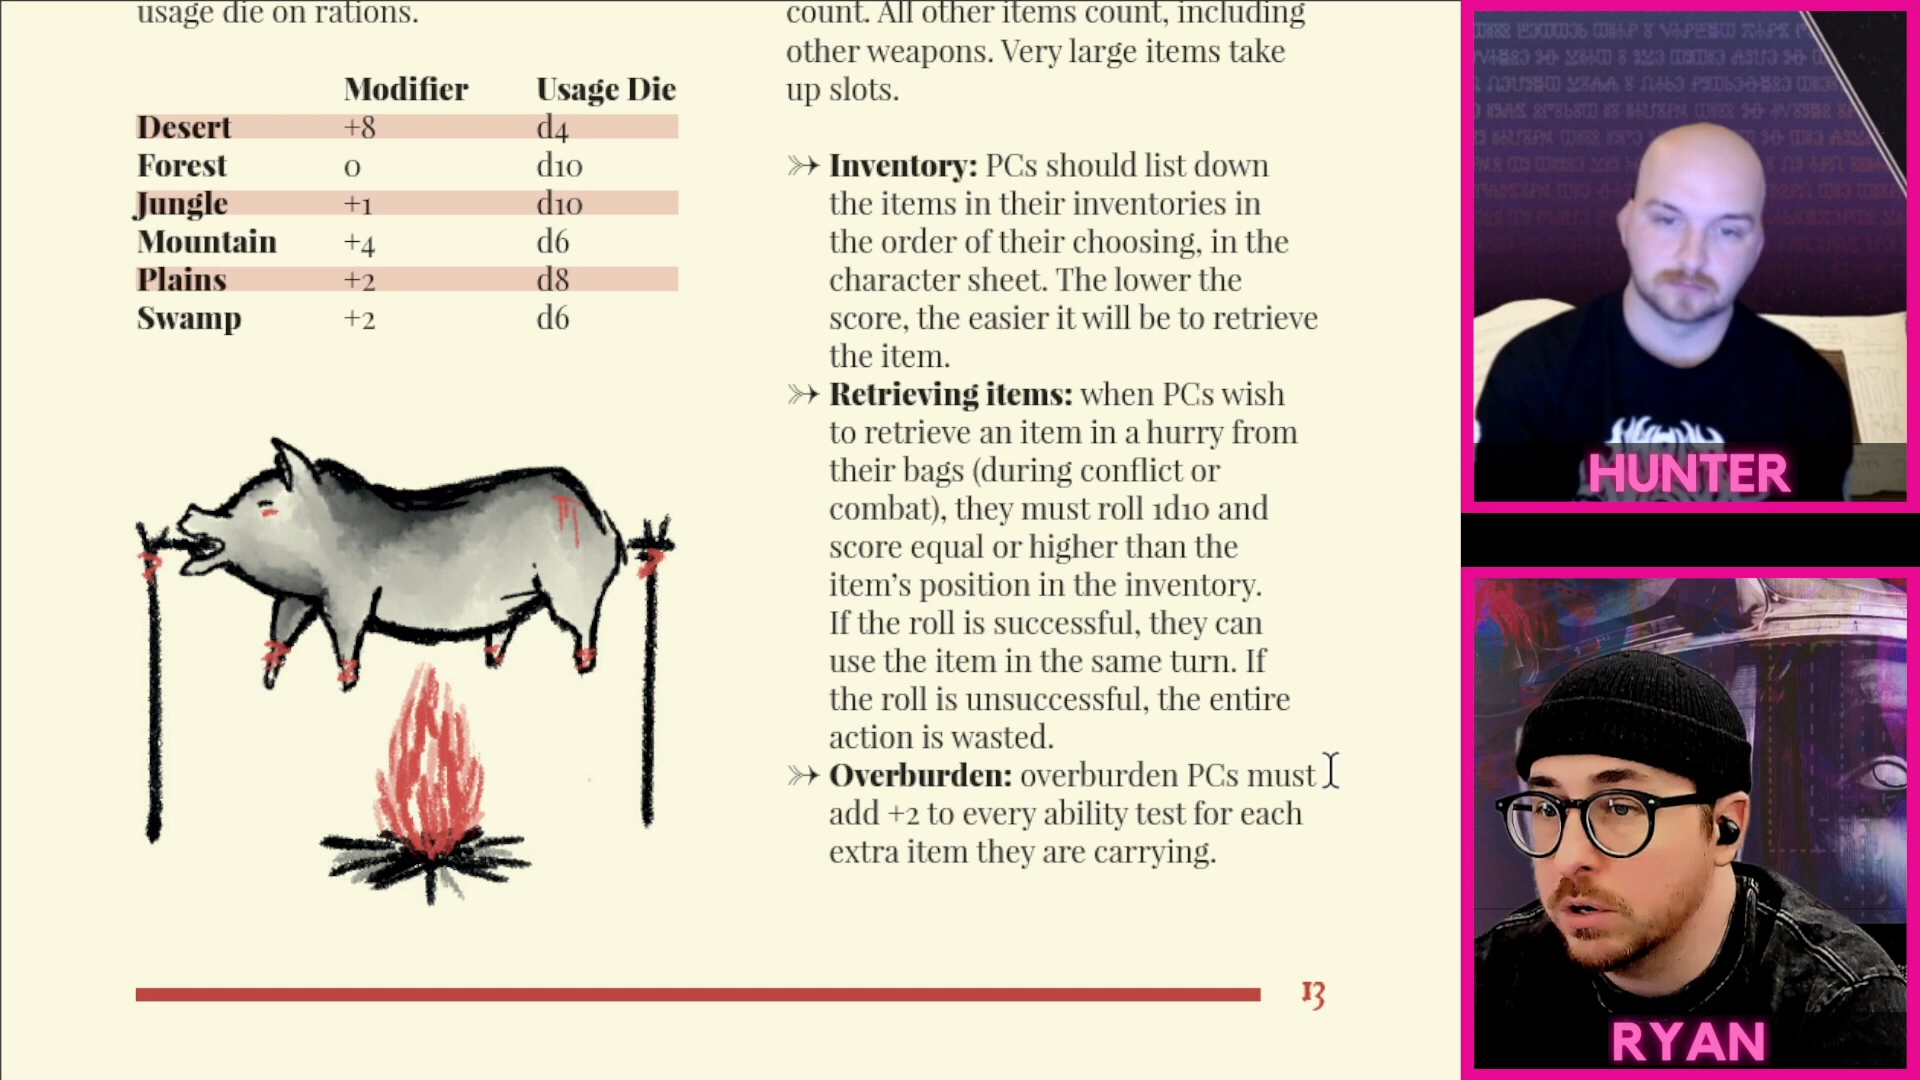 usage die on rations.
Modifier Usage Die
Desert +8 d4
Forest 0 d10
Jungle +1 d10
Mountain +4 d6
Plains +2 d8
Swamp +2 d6
count. All other items count, including
other weapons. Very large items take
up slots.
Inventory: PCs should list down
the items in their inventories in
the order of their choosing, in the
character sheet. The lower the
score, the easier it will be to retrieve
the item.
Retrieving items: when PCs wish
to retrieve an item in a hurry from
their bags (during conflict or
combat), they must roll 1d10 and
score equal or higher than the
item’s position in the inventory.
If the roll is successful, they can
use the item in the same turn. If
the roll is unsuccessful, the entire
action is wasted.
Overburden: overburden PCs must
add +2 to every ability test for each
extra item they are carrying.
13
HUNTER
RYAN